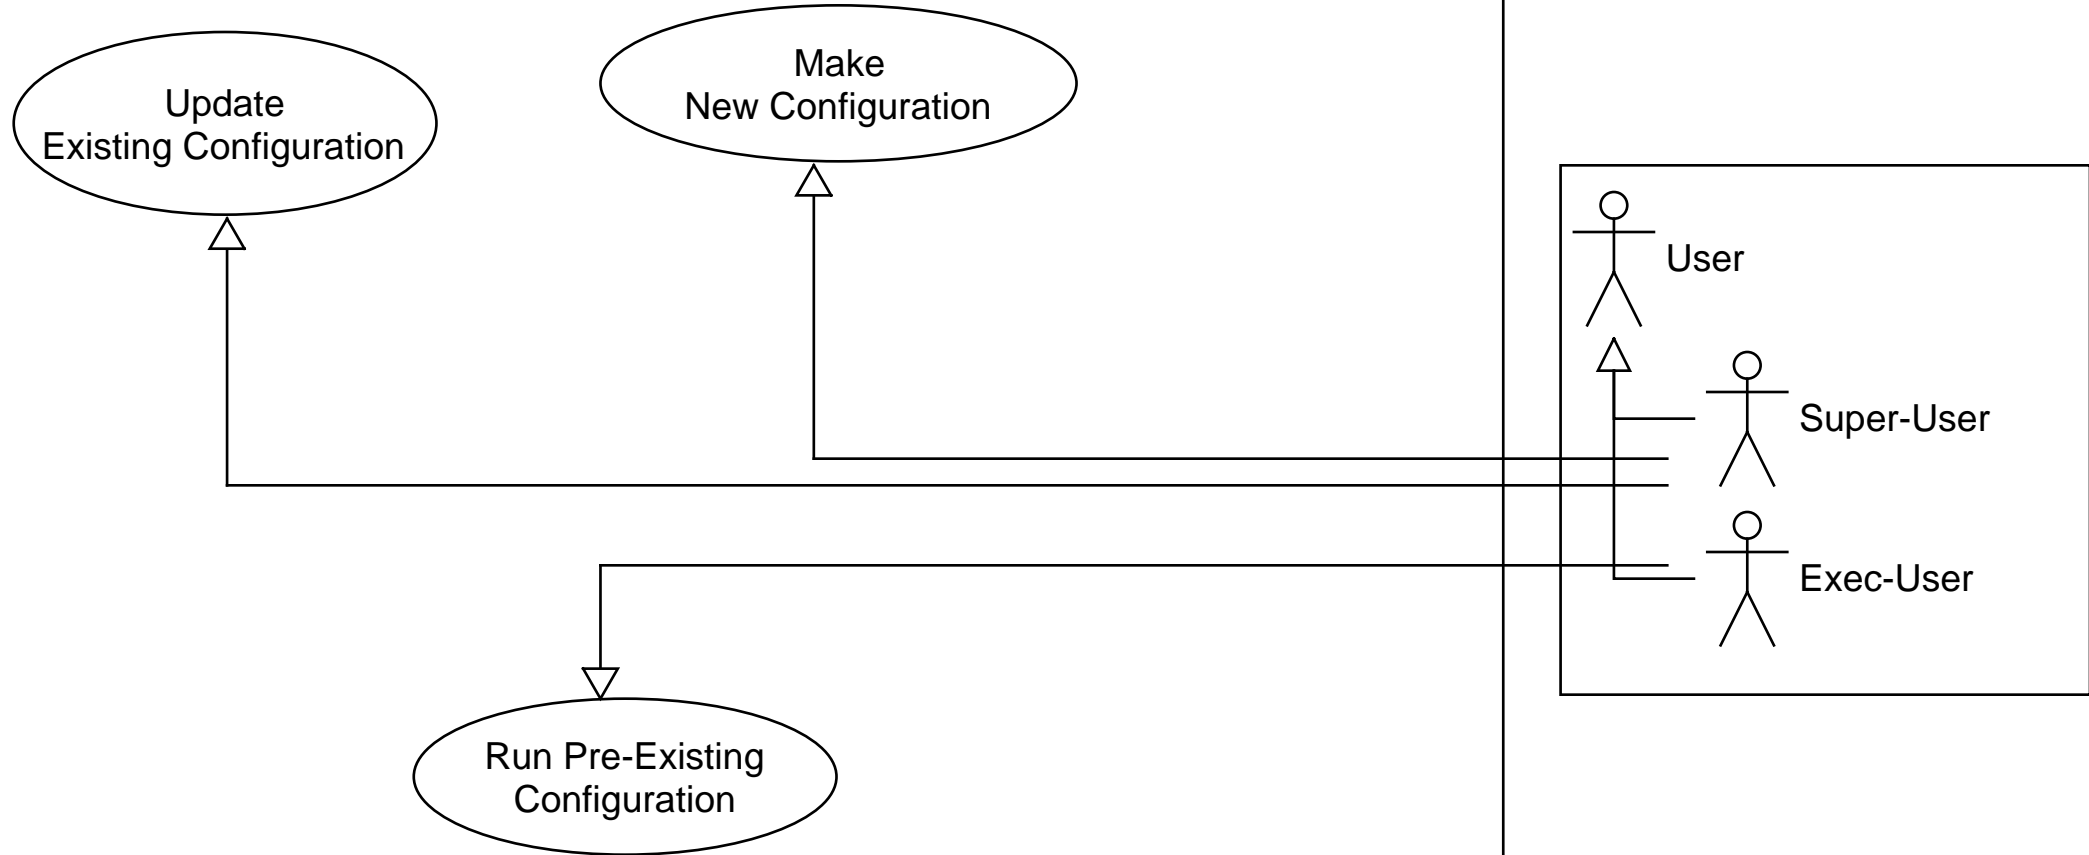 Update
Existing Configuration
Make
New Configuration
User
Super-User
Exec-User
Run Pre-Existing
Configuration